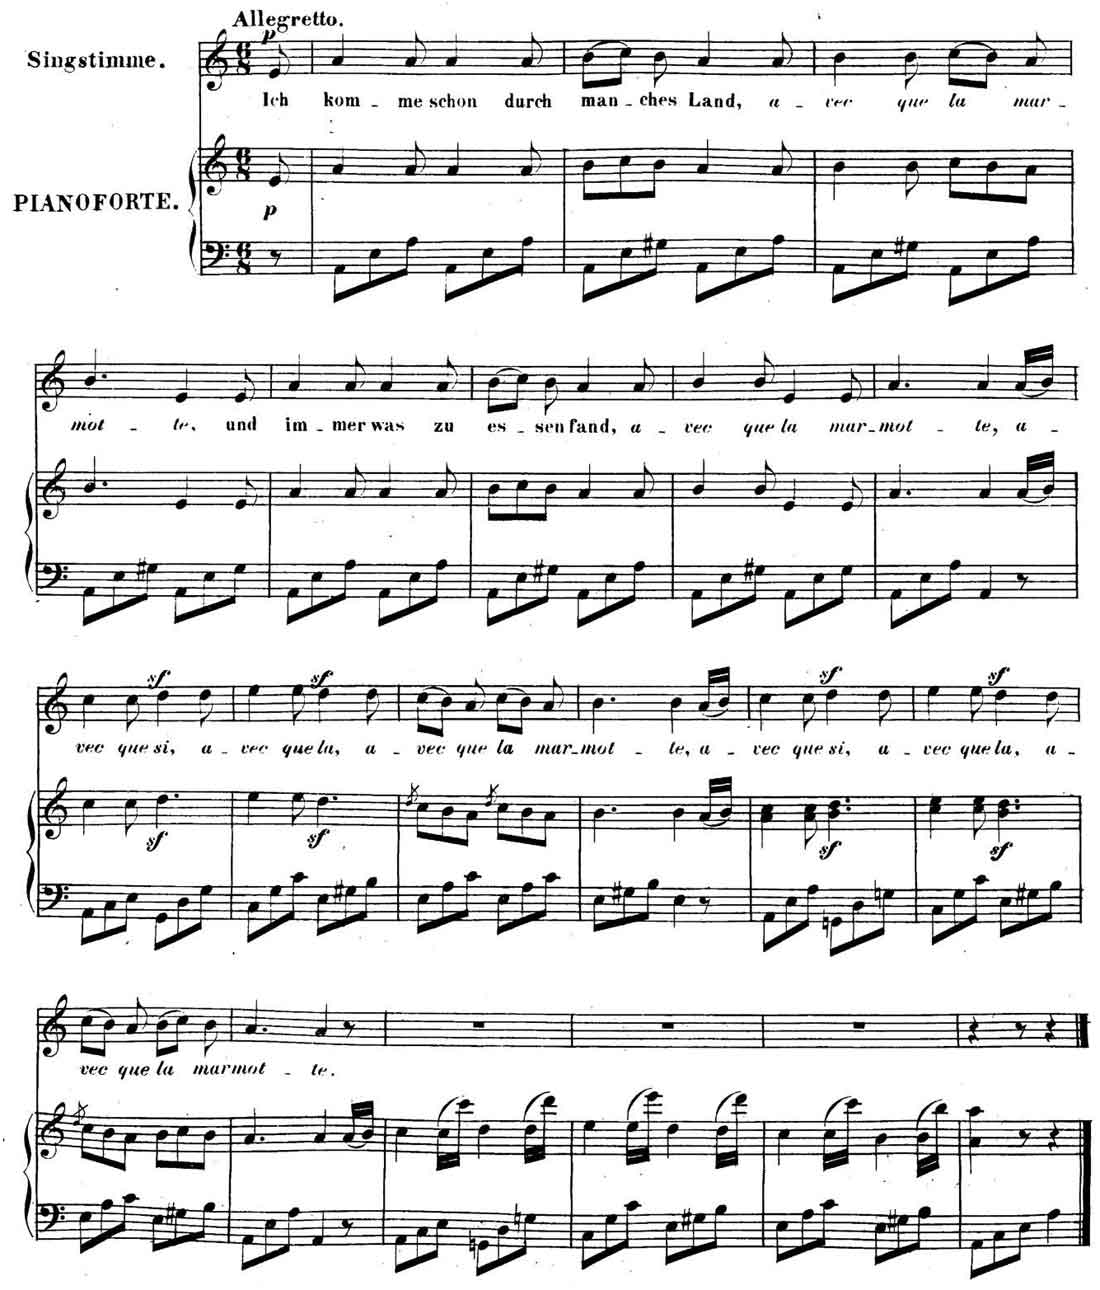 Allegretto.
p
Singstimme.
Ich kom - me schon durch man - ches Land, a - vec que la mar -
PIANOFORTE.
p
mot - te, und im - mer was zu es - sen fand, a - vec que la mar - mot - te, a -
sf sf sf sf
vec que si, a - vec que la, a - vec que la mar - mot - te, a - vec que si, a - vec que la, a -
sf sf sf sf
vec que la marmot - te.